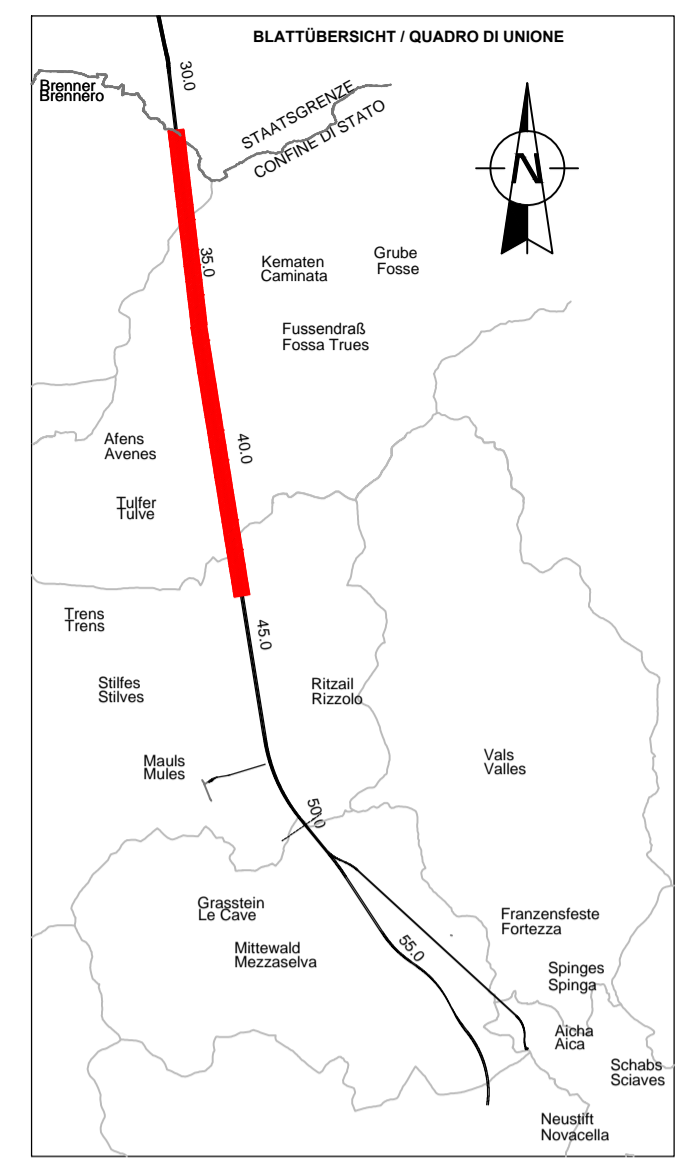 BLATTÜBERSICHT / QUADRO DI UNIONE
30.0
Brenner
Brennero
STAATSGRENZE
CONFINE DI STATO
N
35.0
Kematen
Caminata
Grube
Fosse
Fussendraß
Fossa Trues
40.0
Afens
Avenes
Tulfer
Tulve
Trens
Trens
45.0
Stilfes
Stilves
Ritzail
Rizzolo
Mauls
Mules
Vals
Valles
50.0
Grasstein
Le Cave
Franzensfeste
Fortezza
Mittewald
Mezzaselva
55.0
Spinges
Spinga
Aicha
Aica
Schabs
Sciaves
Neustift
Novacella